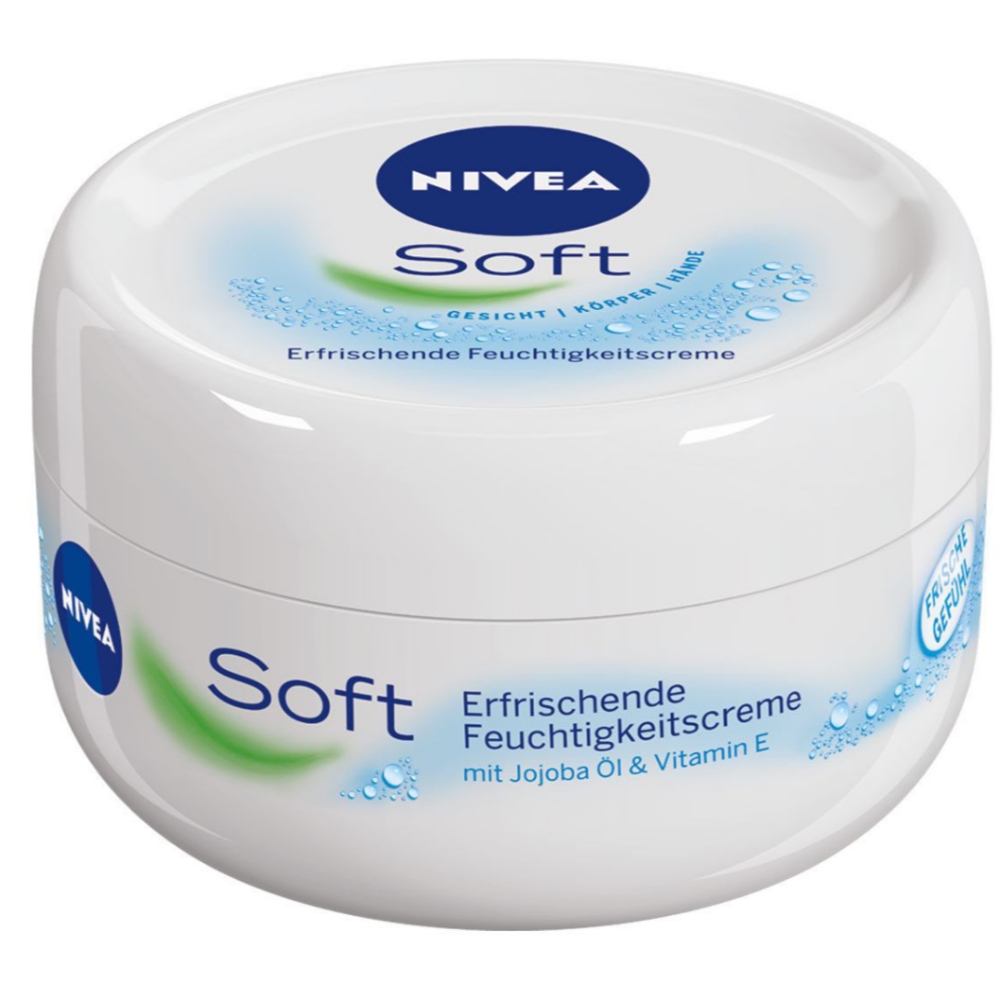 NIVEA
Soft
GESICHT | KÖRPER | HÄNDE
Erfrischende Feuchtigkeitscreme
NIVEA
Soft
Erfrischende
Feuchtigkeitscreme
mit Jojoba Öl & Vitamin E
FRISCHE
GEFÜHL